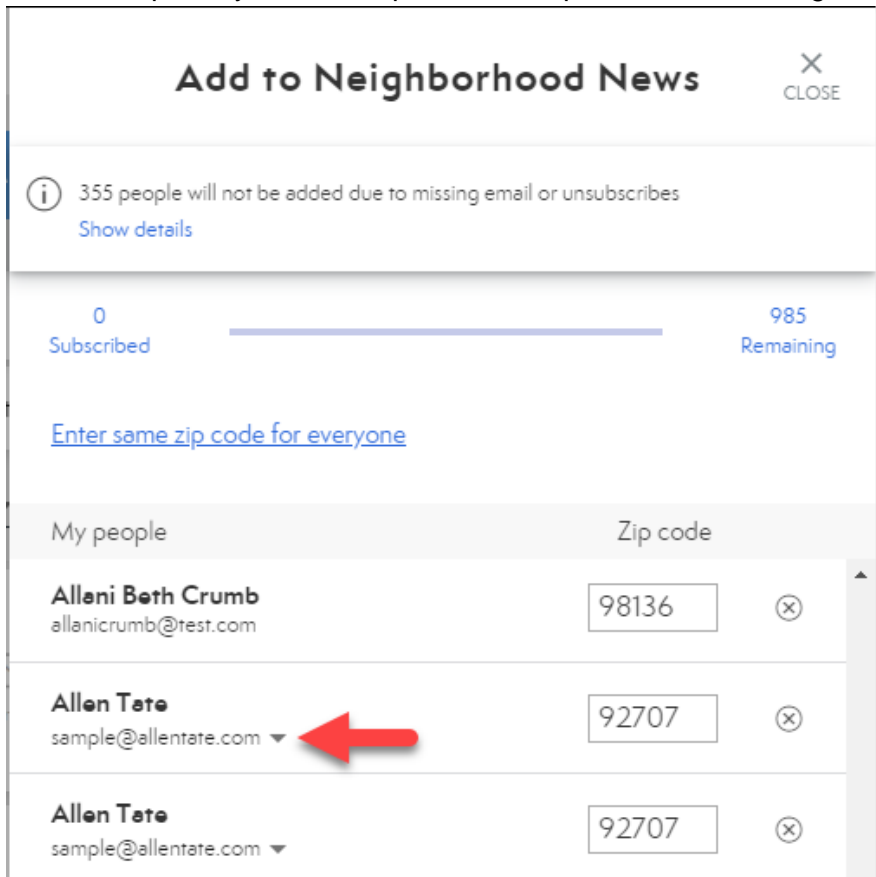 Add to Neighborhood News
CLOSE
355 people will not be added due to missing email or unsubscribes
Show details
0 985
Subscribed Remaining
Enter same zip code for everyone
My people Zip code
Allani Beth Crumb
98136
allanicrumb@test.com
Allen Tate
92707
sample@allentate.com
Allen Tate
92707
sample@allentate.com